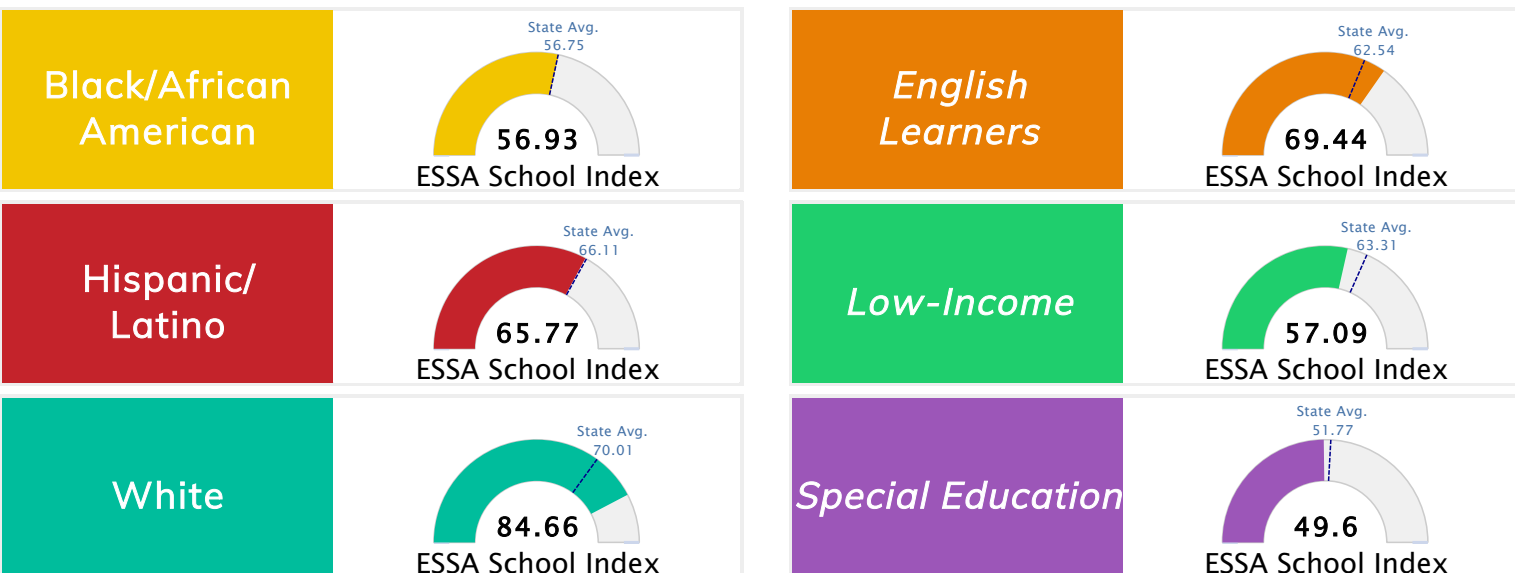 Black/African
American
State Avg.
56.75
56.93
ESSA School Index
English
Learners
State Avg.
62.54
69.44
ESSA School Index
Hispanic/
Latino
State Avg.
66.11
65.77
ESSA School Index
Low-Income
State Avg.
63.31
57.09
ESSA School Index
White
State Avg.
70.01
84.66
ESSA School Index
Special Education
State Avg.
51.77
49.6
ESSA School Index